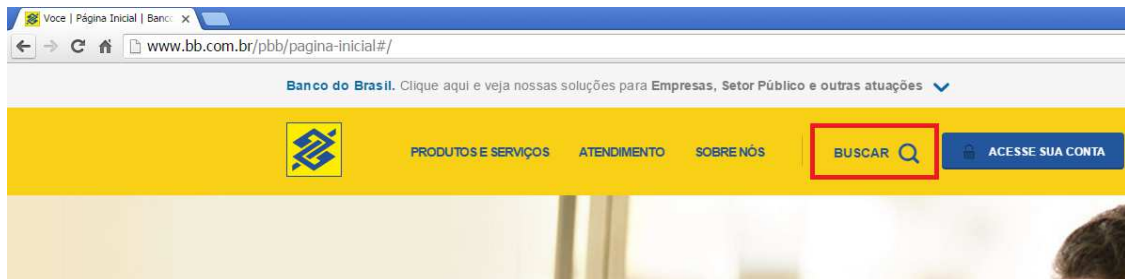 Voce | Página Inicial | Banc
www.bb.com.br/pbb/pagina-inicial#/
Banco do Brasil. Clique aqui e veja nossas soluções para Empresas, Setor Público e outras atuações
PRODUTOS E SERVIÇOS ATENDIMENTO SOBRE NÓS BUSCAR ACESSE SUA CONTA